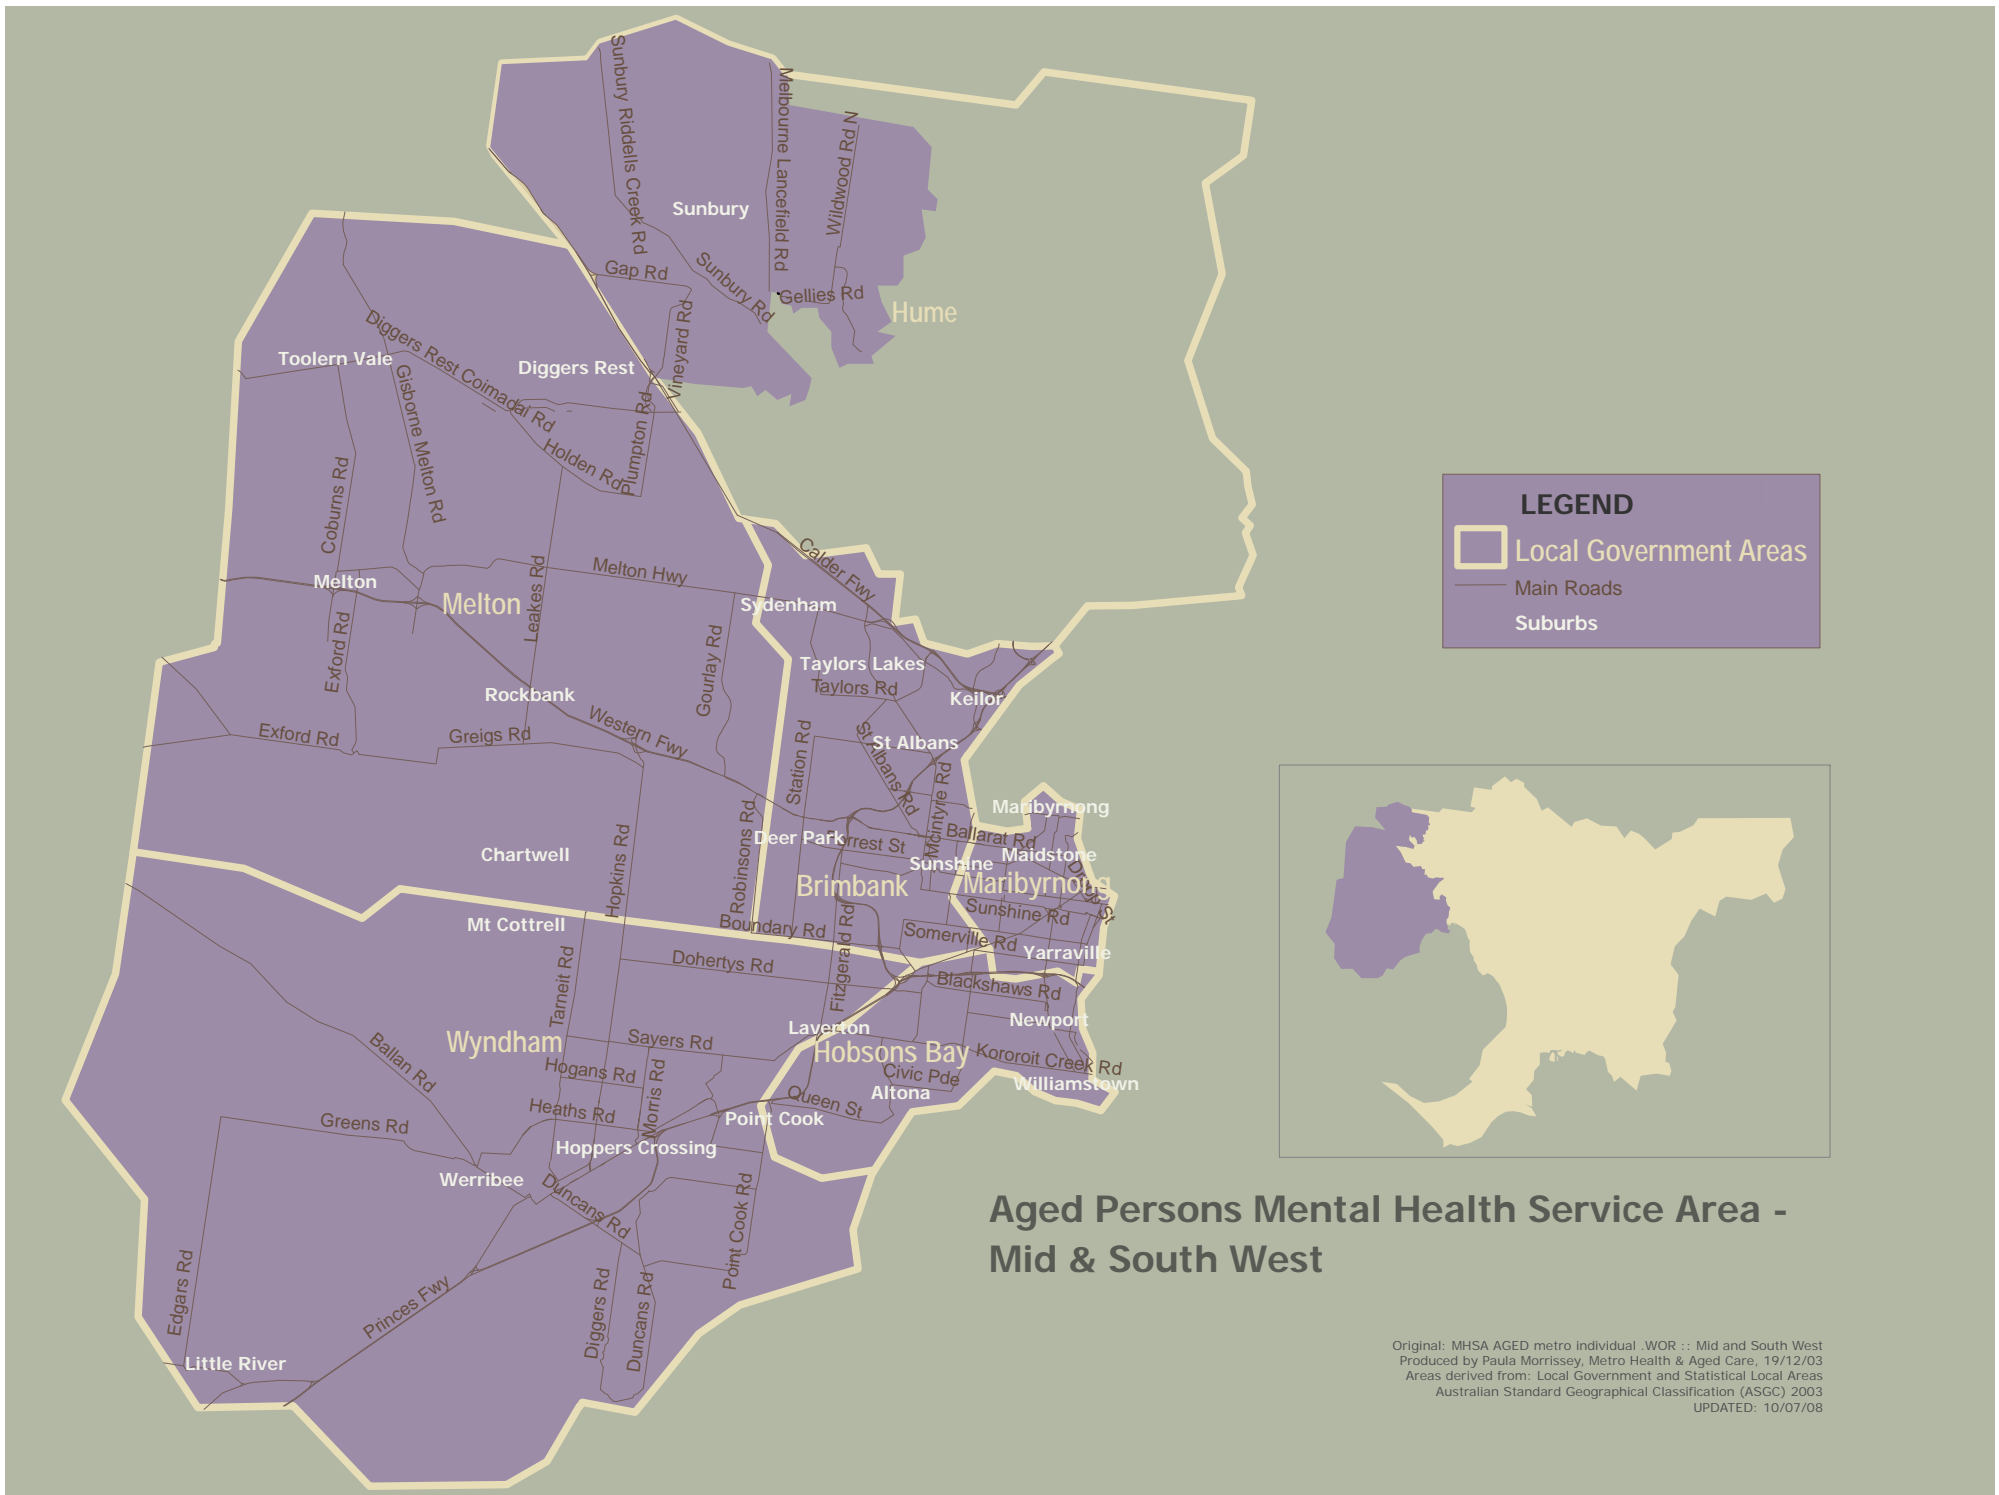 Sunbury Riddells Creek Rd
Melbourne Lancefield Rd
Wildwood Rd N
Sunbury
Gap Rd
Sunbury Rd
Gellies Rd
Hume
Vineyard Rd
Diggers Rest Coimadai Rd
Toolern Vale
Diggers Rest
Gisborne Melton Rd
Plumpton Rd
Holden Rd
Coburns Rd
LEGEND
Local Government Areas
Main Roads
Suburbs
Calder Fwy
Melton Hwy
Melton
Melton
Leakes Rd
Sydenham
Exford Rd
Gourlay Rd
Taylors Lakes
Taylors Rd
Keilor
Rockbank
Western Fwy
Exford Rd
Greigs Rd
Station Rd
St Albans
St Albans Rd
McIntyre Rd
Maribyrnong
Robinsons Rd
Deer Park
Forrest St
Ballarat Rd
Hopkins Rd
Chartwell
Sunshine
Maidstone
Brimbank
Maribyrnong
Sunshine Rd
Mt Cottrell
Boundary Rd
Fitzgerald Rd
Somerville Rd
Yarraville
Tarneit Rd
Dohertys Rd
Blackshaws Rd
Laverton
Newport
Wyndham
Sayers Rd
Hobsons Bay
Kororoit Creek Rd
Ballan Rd
Hogans Rd
Morris Rd
Civic Pde
Altona
Williamstown
Heaths Rd
Queen St
Point Cook
Greens Rd
Hoppers Crossing
Werribee
Duncans Rd
Point Cook Rd
Edgars Rd
Princes Fwy
Diggers Rd
Duncans Rd
Little River
Aged Persons Mental Health Service Area -
Mid & South West
Original: MHSA AGED metro individual .WOR :: Mid and South West
Produced by Paula Morrissey, Metro Health & Aged Care, 19/12/03
Areas derived from: Local Government and Statistical Local Areas
Australian Standard Geographical Classification (ASGC) 2003
UPDATED: 10/07/08